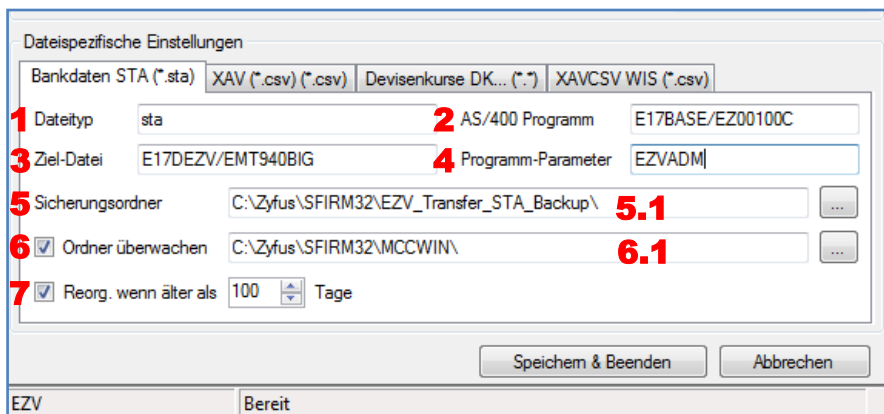 Dateispezifische Einstellungen
Bankdaten STA (*.sta) XAV (*.csv) (*.csv) Devisenkurse DK... (*.*) XAVCSV WIS (*.csv)
1 Dateityp sta 2 AS/400 Programm E17BASE/EZ00100C
3 Ziel-Datei E17DEZV/EMT940BIG 4 Programm-Parameter EZVADM
5 Sicherungsordner C:\Zyfus\SFIRM32\EZV_Transfer_STA_Backup\ 5.1 ...
6 Ordner überwachen C:\Zyfus\SFIRM32\MCCWIN\ 6.1 ...
7 Reorg. wenn älter als 100 Tage
Speichern & Beenden Abbrechen
EZV Bereit